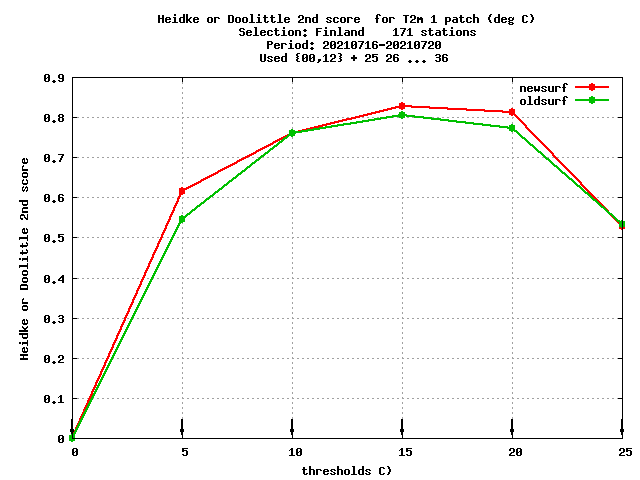 Heidke or Doolittle 2nd score  for T2m 1 patch (deg C)
Selection: Finland    171 stations
Period: 20210716-20210720
Used {00,12} + 25 26 ... 36
newsurf
oldsurf
Heidke or Doolittle 2nd score
0.9
0.8
0.7
0.6
0.5
0.4
0.3
0.2
0.1
0
0 5 10 15 20 25
thresholds C)